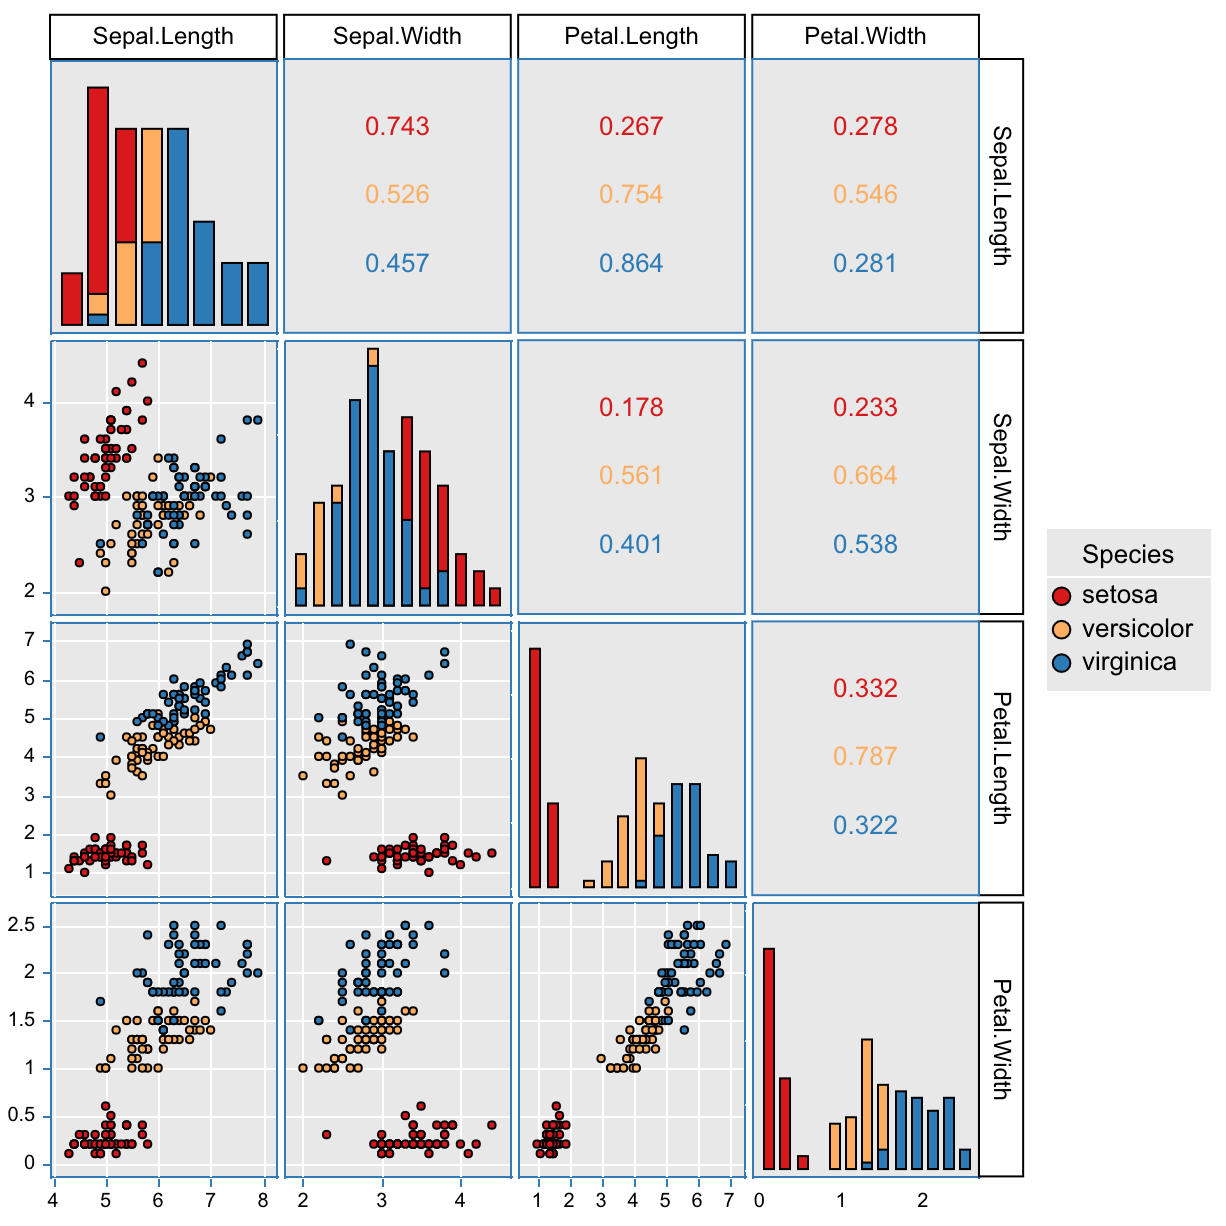 Sepal.Length Sepal.Width Petal.Length Petal.Width
0.743 0.267 0.278
0.526 0.754 0.546
0.457 0.864 0.281
Sepal.Length
4
3
2
0.178 0.233
0.561 0.664
0.401 0.538
Sepal.Width
Species
setosa
versicolor
virginica
7
6
5
4
3
2
1
0.332
0.787
0.322
Petal.Length
2.5
2
1.5
1
0.5
0
Petal.Width
4 5 6 7 8 2 3 4 1 2 3 4 5 6 7 0 1 2